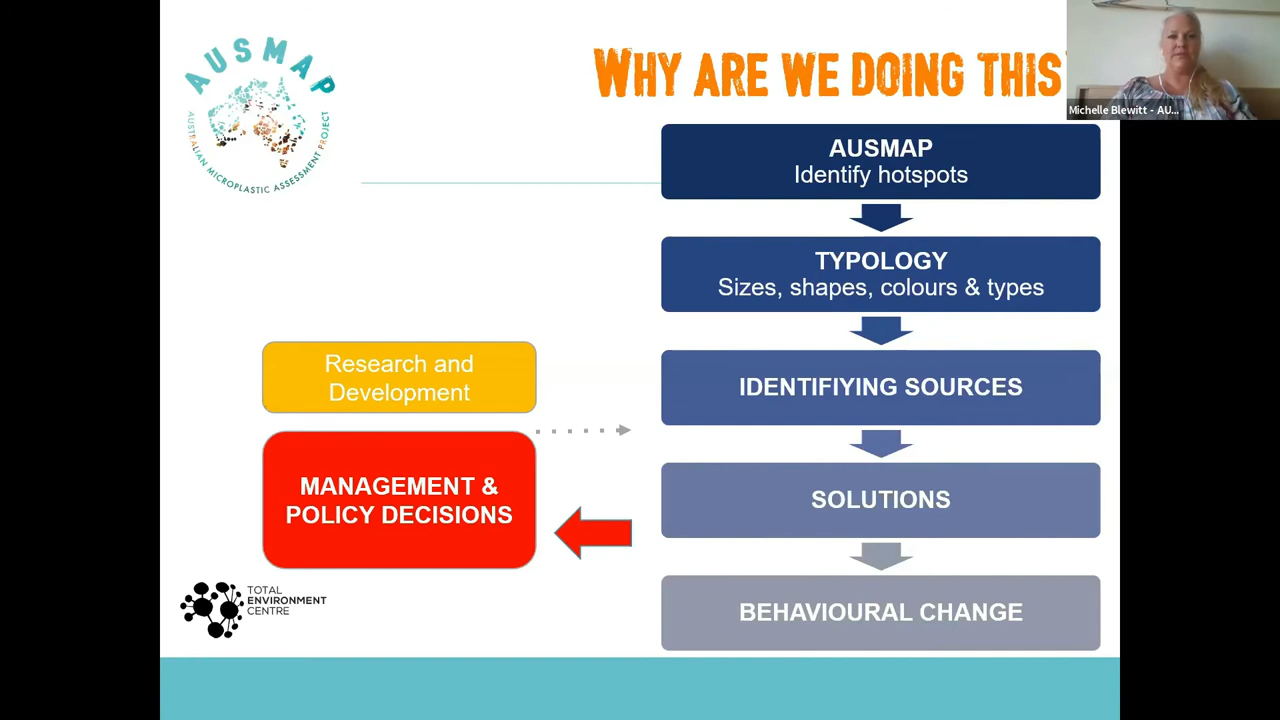 AUSMAP
AUSTRALIAN MICROPLASTIC ASSESSMENT PROJECT
WHY ARE WE DOING THIS
Michelle Blewitt - AU...
AUSMAP
Identify hotspots
TYPOLOGY
Sizes, shapes, colours & types
Research and
Development
IDENTIFIYING SOURCES
MANAGEMENT &
POLICY DECISIONS
SOLUTIONS
TOTAL
ENVIRONMENT
CENTRE
BEHAVIOURAL CHANGE